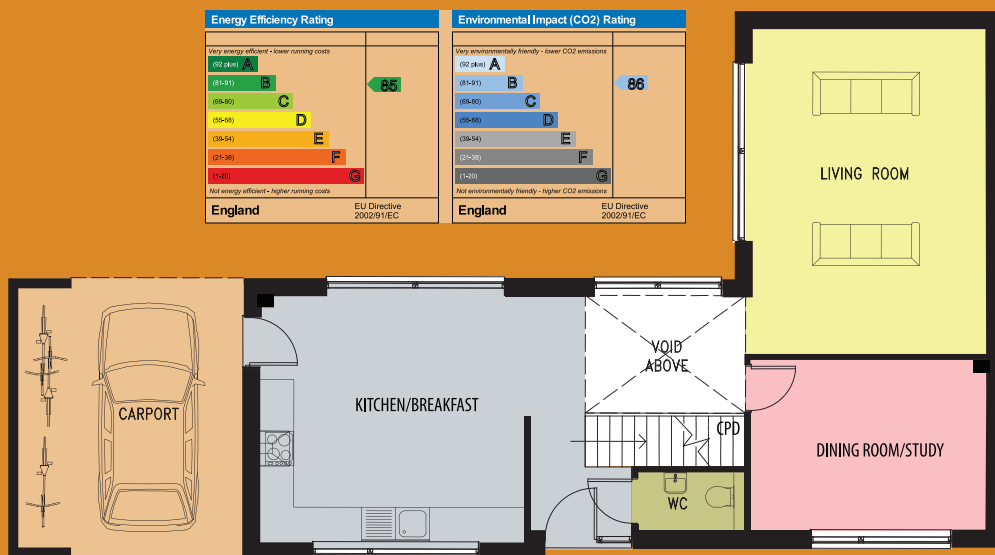 Energy Efficiency Rating
Very energy efficient - lower running costs
(92 plus) A
(81-91) B
(69-80) C
(55-68) D
(39-54) E
(21-38) F
(1-20) G
85
Not energy efficient - higher running costs
England
EU Directive
2002/91/EC
Environmental Impact (CO2) Rating
Very environmentally friendly - lower CO2 emissions
(92 plus) A
(81-91) B
(69-80) C
(55-68) D
(39-54) E
(21-38) F
(1-20) G
86
Not environmentally friendly - higher CO2 emissions
England
EU Directive
2002/91/EC
LIVING ROOM
VOID
ABOVE
CARPORT
KITCHEN/BREAKFAST
CPD
DINING ROOM/STUDY
WC